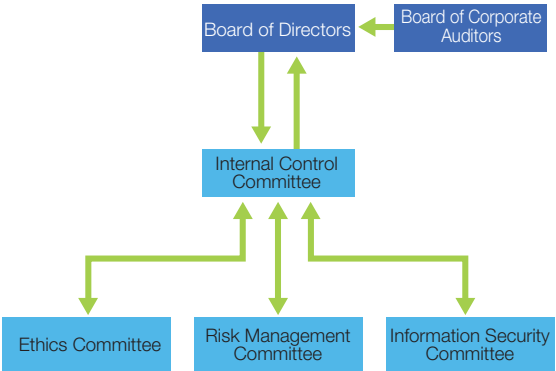 Board of Directors
Board of Corporate
Auditors
Internal Control
Committee
Ethics Committee
Risk Management
Committee
Information Security
Committee